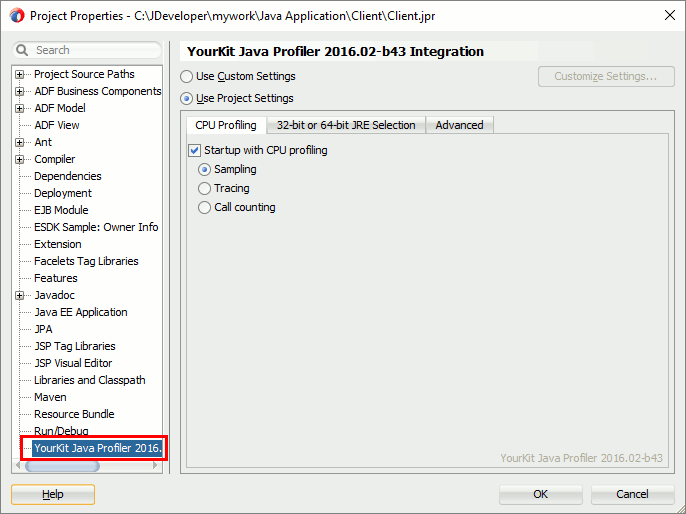 Project Properties - C:\JDeveloper\mywork\Java Application\Client\Client.jpr
Search
Project Source Paths
ADF Business Components
ADF Model
ADF View
Ant
Compiler
Dependencies
Deployment
EJB Module
ESDK Sample: Owner Info
Extension
Facelets Tag Libraries
Features
Javadoc
Java EE Application
JPA
JSP Tag Libraries
JSP Visual Editor
Libraries and Classpath
Maven
Resource Bundle
Run/Debug
YourKit Java Profiler 2016.
YourKit Java Profiler 2016.02-b43 Integration
Use Custom Settings
Customize Settings...
Use Project Settings
CPU Profiling 32-bit or 64-bit JRE Selection Advanced
Startup with CPU profiling
Sampling
Tracing
Call counting
YourKit Java Profiler 2016.02-b43
Help OK Cancel